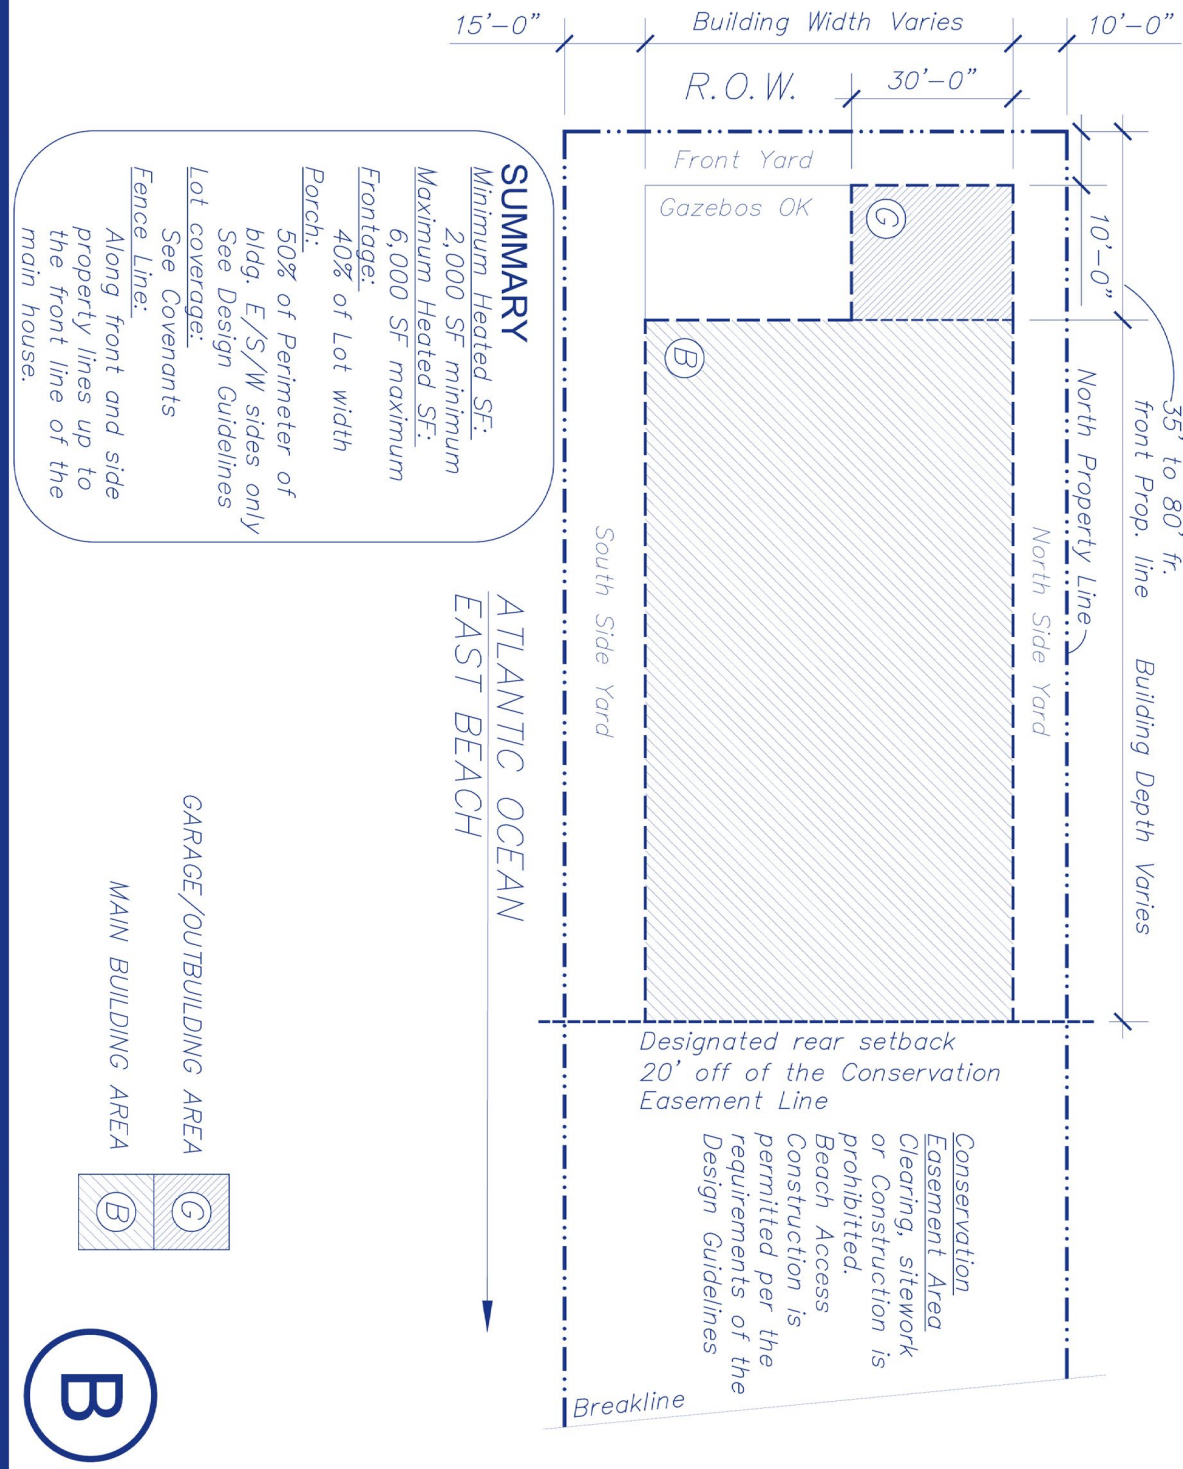 15'-0"
Building Width Varies
10'-0"
R.O.W.
30'-0"
Front Yard
Gazebos OK
G
B
10'-0"
35' to 80' fr.
front Prop. line
North Property Line
Building Depth Varies
North Side Yard
South Side Yard
SUMMARY
Minimum Heated SF:
2,000 SF minimum
Maximum Heated SF:
6,000 SF maximum
Frontage:
40% of Lot width
Porch:
50% of Perimeter of
bldg. E/S/W sides only
See Design Guidelines
Lot coverage:
See Covenants
Fence Line:
Along front and side
property lines up to
the front line of the
main house.
ATLANTIC OCEAN
EAST BEACH
Designated rear setback
20' off of the Conservation
Easement Line
Conservation
Easement Area
Clearing, sitework
or Construction is
prohibitted.
Beach Access
Construction is
permitted per the
requirements of the
Design Guidelines
Breakline
GARAGE/OUTBUILDING AREA
G
MAIN BUILDING AREA
B
B